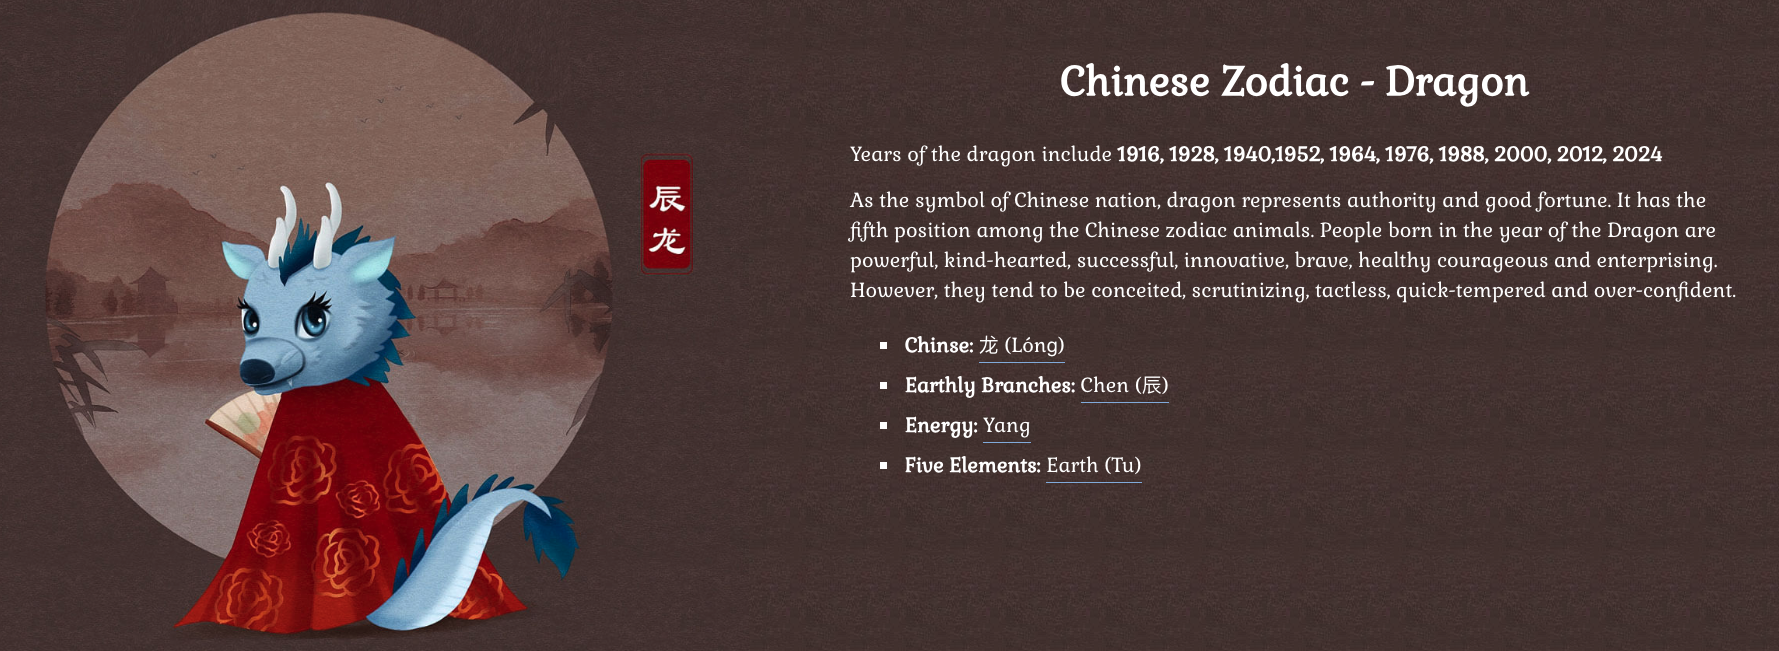 辰龙
Chinese Zodiac - Dragon
Years of the dragon include 1916, 1928, 1940,1952, 1964, 1976, 1988, 2000, 2012, 2024
As the symbol of Chinese nation, dragon represents authority and good fortune. It has the
fifth position among the Chinese zodiac animals. People born in the year of the Dragon are
powerful, kind-hearted, successful, innovative, brave, healthy courageous and enterprising.
However, they tend to be conceited, scrutinizing, tactless, quick-tempered and over-confident.
▪ Chinse: 龙 (Lóng)
▪ Earthly Branches: Chen (辰)
▪ Energy: Yang
▪ Five Elements: Earth (Tu)